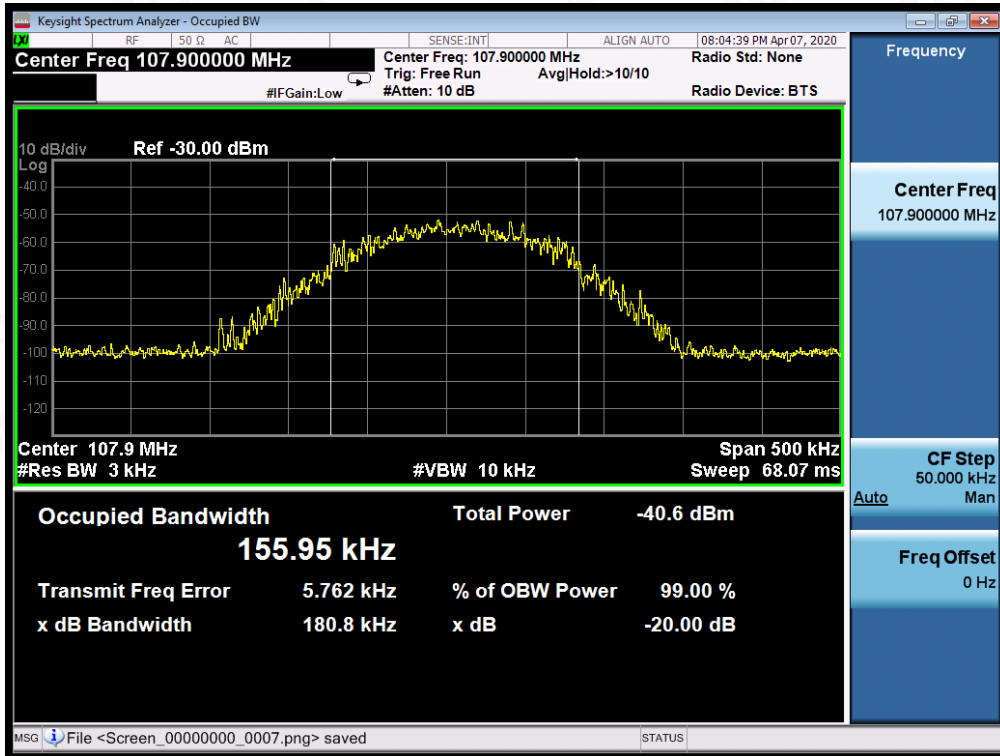 Keysight Spectrum Analyzer - Occupied BW
LXI RF 50 Ω AC SENSE:INT ALIGN AUTO 08:04:39 PM Apr 07, 2020
Center Freq 107.900000 MHz
Center Freq: 107.900000 MHz Radio Std: None
Trig: Free Run Avg|Hold:>10/10
#IFGain:Low #Atten: 10 dB Radio Device: BTS
10 dB/div Ref -30.00 dBm
Log
-40.0
-50.0
-60.0
-70.0
-80.0
-90.0
-100
-110
-120
Center 107.9 MHz Span 500 kHz
#Res BW 3 kHz #VBW 10 kHz Sweep 68.07 ms
Occupied Bandwidth Total Power -40.6 dBm
155.95 kHz
Transmit Freq Error 5.762 kHz % of OBW Power 99.00 %
x dB Bandwidth 180.8 kHz x dB -20.00 dB
Frequency
Center Freq
107.900000 MHz
CF Step
50.000 kHz
Auto Man
Freq Offset
0 Hz
MSG File <Screen_00000000_0007.png> saved STATUS